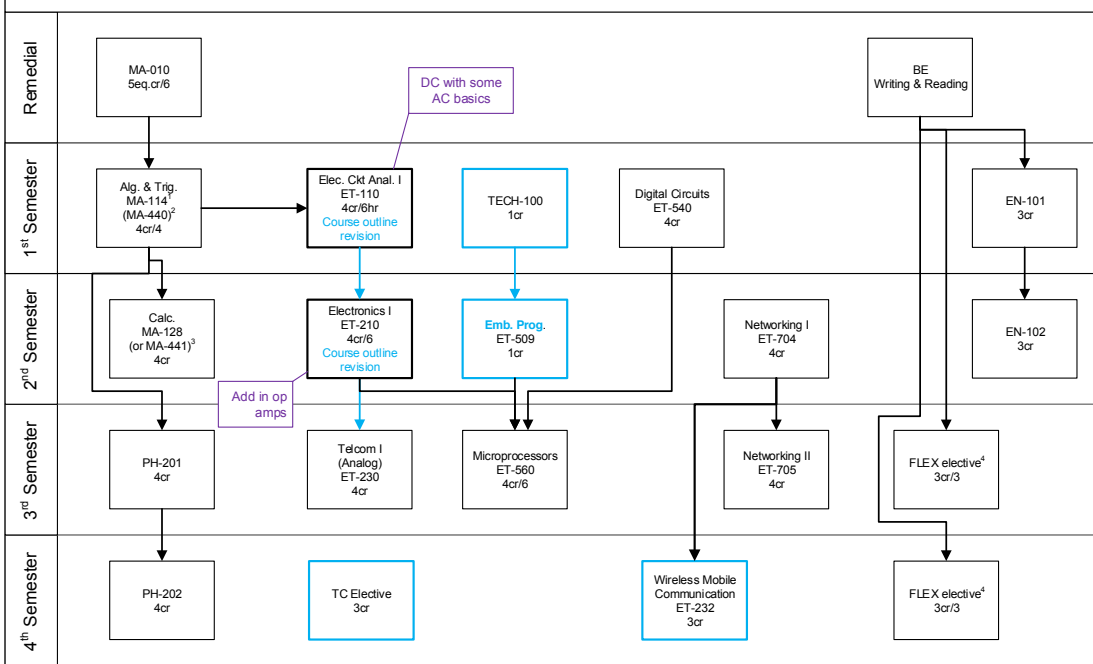 Remedial
MA-010
5eq.cr/6
DC with some
AC basics
BE
Writing & Reading
1st Semester
Alg. & Trig.
MA-114¹
(MA-440)²
4cr/4
Elec. Ckt Anal. I
ET-110
4cr/6hr
Course outline
revision
TECH-100
1cr
Digital Circuits
ET-540
4cr
EN-101
3cr
2nd Semester
Calc.
MA-128
(or MA-441)³
4cr
Electronics I
ET-210
4cr/6
Course outline
revision
Emb. Prog.
ET-509
1cr
Networking I
ET-704
4cr
EN-102
3cr
Add in op
amps
3rd Semester
PH-201
4cr
Telcom I
(Analog)
ET-230
4cr
Microprocessors
ET-560
4cr/6
Networking II
ET-705
4cr
FLEX elective⁴
3cr/3
4th Semester
PH-202
4cr
TC Elective
3cr
Wireless Mobile
Communication
ET-232
3cr
FLEX elective⁴
3cr/3